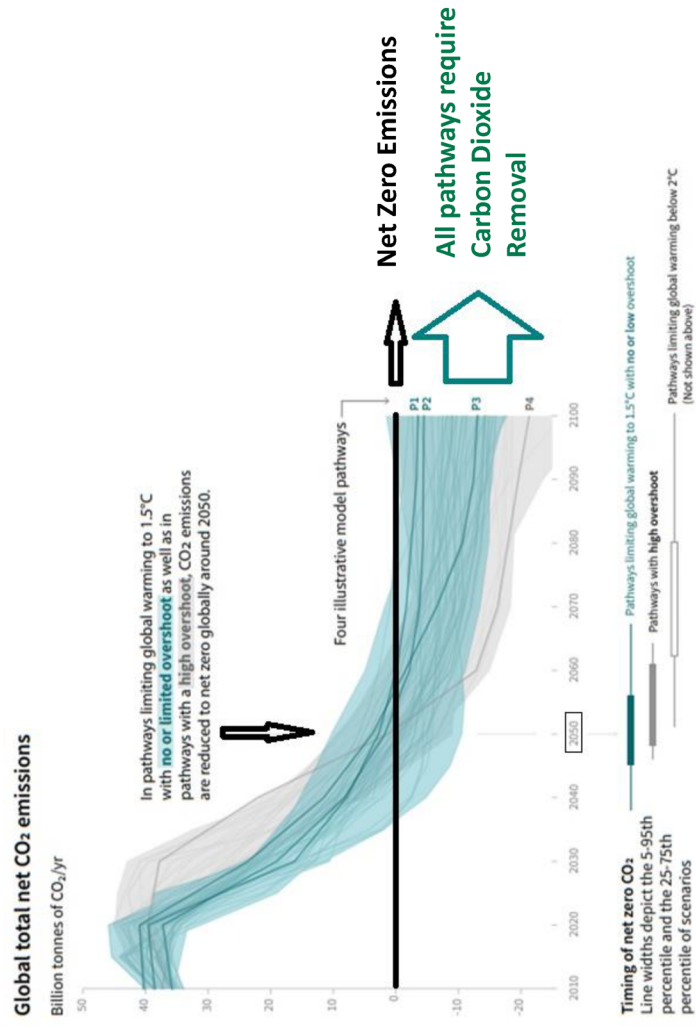 Global total net CO₂ emissions
Billion tonnes of CO₂/yr
50
40
30
20
10
0
-10
-20
In pathways limiting global warming to 1.5°C
with no or limited overshoot as well as in
pathways with a high overshoot, CO₂ emissions
are reduced to net zero globally around 2050.
Four illustrative model pathways
Net Zero Emissions
All pathways require
Carbon Dioxide
Removal
P1
P2
P3
P4
2010
2020
2030
2040
2050
2060
2070
2080
2090
2100
Timing of net zero CO₂
Line widths depict the 5-95th
percentile and the 25-75th
percentile of scenarios
Pathways limiting global warming to 1.5°C with no or low overshoot
Pathways with high overshoot
Pathways limiting global warming below 2°C
(Not shown above)